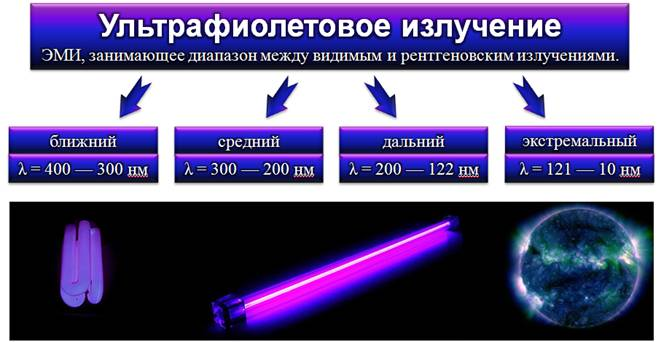 Ультрафиолетовое излучение
ЭМИ, занимающее диапазон между видимым и рентгеновским излучениями.
ближний
λ = 400 — 300 нм
средний
λ = 300 — 200 нм
дальний
λ = 200 — 122 нм
экстремальный
λ = 121 — 10 нм